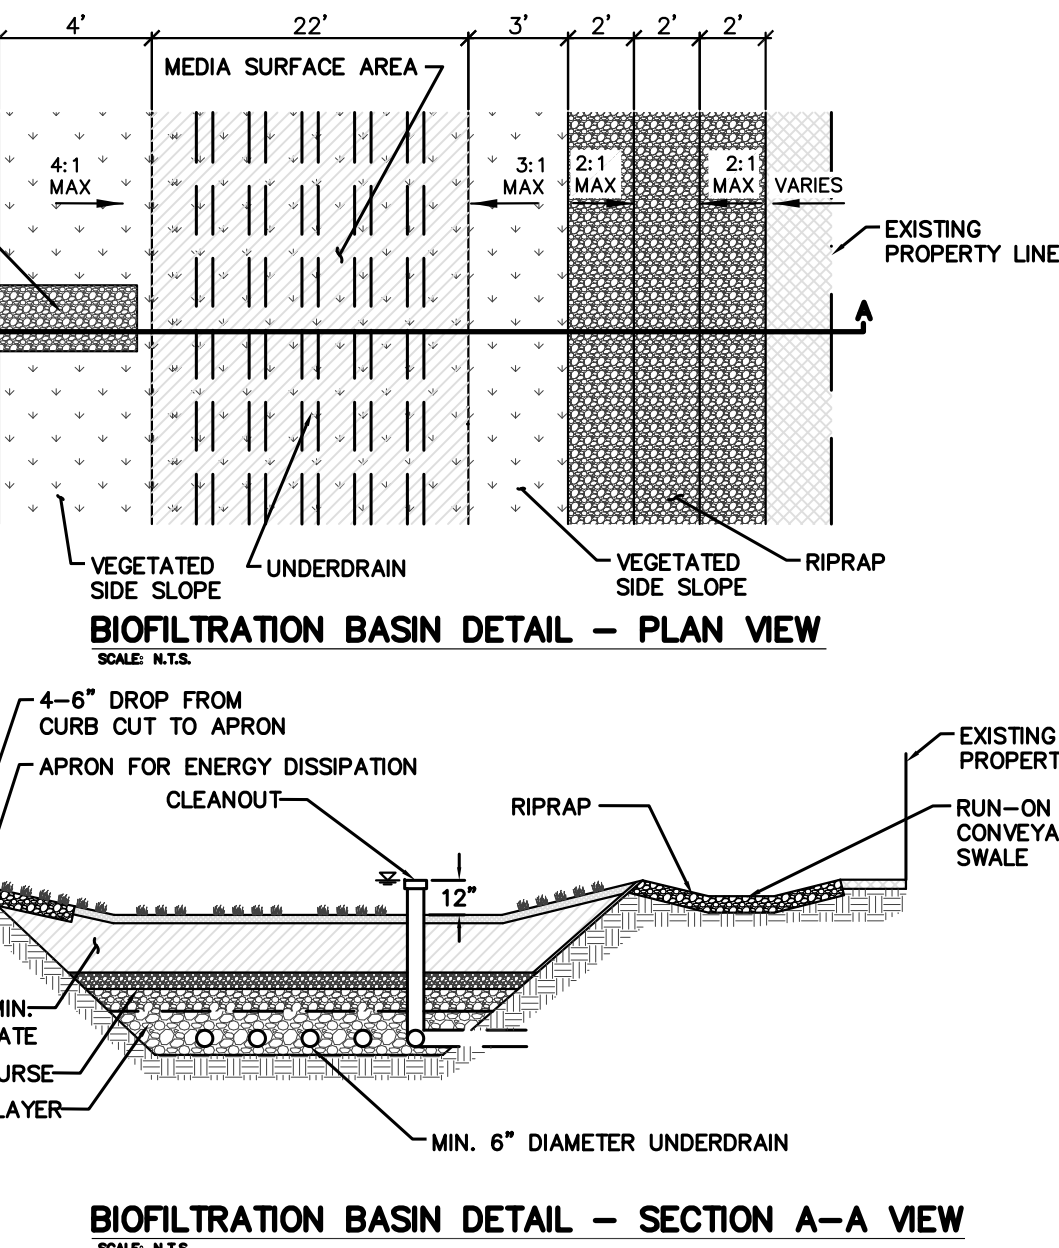 4' 22' 3' 2' 2' 2'
MEDIA SURFACE AREA
4:1
MAX
3:1
MAX
2:1
MAX
2:1
MAX
VARIES
EXISTING
PROPERTY LINE
A
VEGETATED
SIDE SLOPE
UNDERDRAIN
VEGETATED
SIDE SLOPE
RIPRAP
BIOFILTRATION BASIN DETAIL - PLAN VIEW
SCALE: N.T.S.
4-6" DROP FROM
CURB CUT TO APRON
APRON FOR ENERGY DISSIPATION
CLEANOUT
RIPRAP
EXISTING
PROPERT
RUN-ON
CONVEYA
SWALE
12"
MIN.
ATE
URSE
LAYER
MIN. 6" DIAMETER UNDERDRAIN
BIOFILTRATION BASIN DETAIL - SECTION A-A VIEW
SCALE: N.T.S.